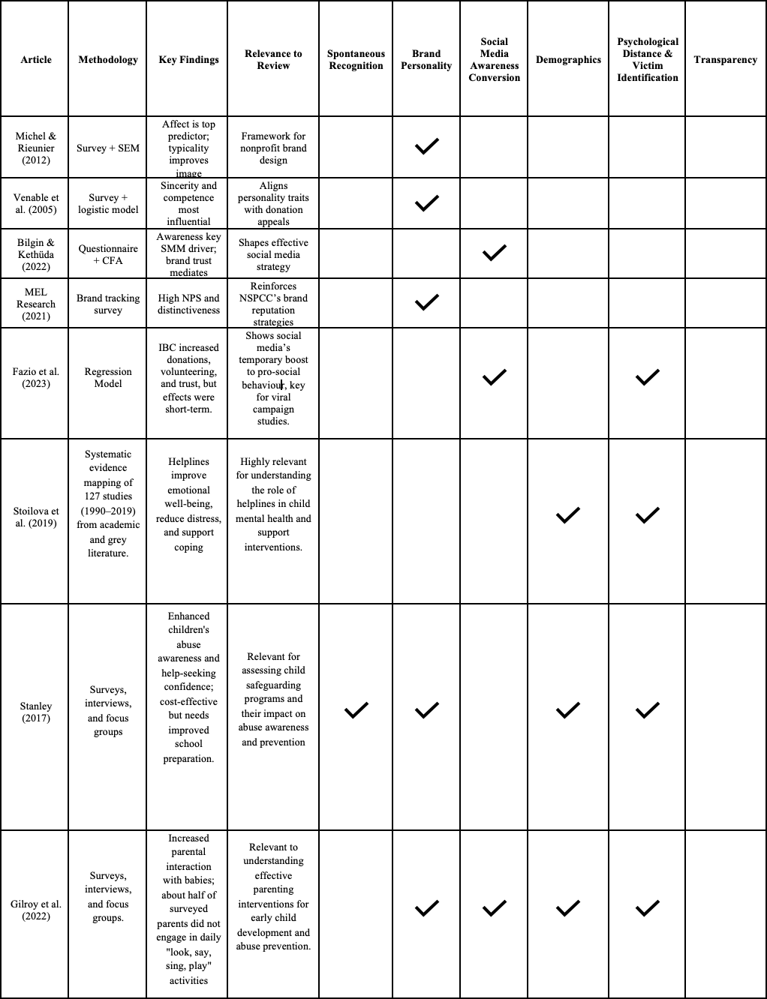 Article
Methodology
Key Findings
Relevance to
Review
Spontaneous
Recognition
Brand
Personality
Social
Media
Awareness
Conversion
Demographics
Psychological
Distance &
Victim
Identification
Transparency
Michel &
Rieunier
(2012)
Survey + SEM
Affect is top
predictor;
typicality
improves
image
Framework for
nonprofit brand
design
Venable et
al. (2005)
Survey +
logistic model
Sincerity and
competence
most
influential
Aligns
personality traits
with donation
appeals
Bilgin &
Kethüda
(2022)
Questionnaire
+ CFA
Awareness key
SMM driver;
brand trust
mediates
Shapes effective
social media
strategy
MEL
Research
(2021)
Brand tracking
survey
High NPS and
distinctiveness
Reinforces
NSPCC’s brand
reputation
strategies
Fazio et al.
(2023)
Regression
Model
IBC increased
donations,
volunteering,
and trust, but
effects were
short-term.
Shows social
media’s
temporary boost
to pro-social
behaviour, key
for viral
campaign
studies.
Stoilova et
al. (2019)
Systematic
evidence
mapping of
127 studies
(1990–2019)
from academic
and grey
literature.
Helplines
improve
emotional
well-being,
reduce distress,
and support
coping
Highly relevant
for understanding
the role of
helplines in child
mental health and
support
interventions.
Stanley
(2017)
Surveys,
interviews,
and focus
groups
Enhanced
children's
abuse
awareness and
help-seeking
confidence;
cost-effective
but needs
improved
school
preparation.
Relevant for
assessing child
safeguarding
programs and
their impact on
abuse awareness
and prevention
Gilroy et al.
(2022)
Surveys,
interviews,
and focus
groups.
Increased
parental
interaction
with babies;
about half of
surveyed
parents did not
engage in daily
"look, say,
sing, play"
activities
Relevant to
understanding
effective
parenting
interventions for
early child
development and
abuse prevention.